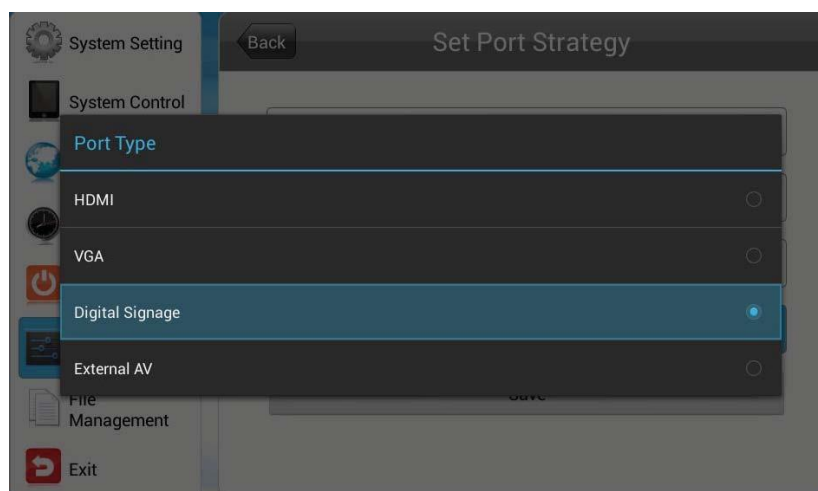 System Setting
Back
Set Port Strategy
System Control
Port Type
HDMI
VGA
Digital Signage
External AV
File
Management
Save
Exit